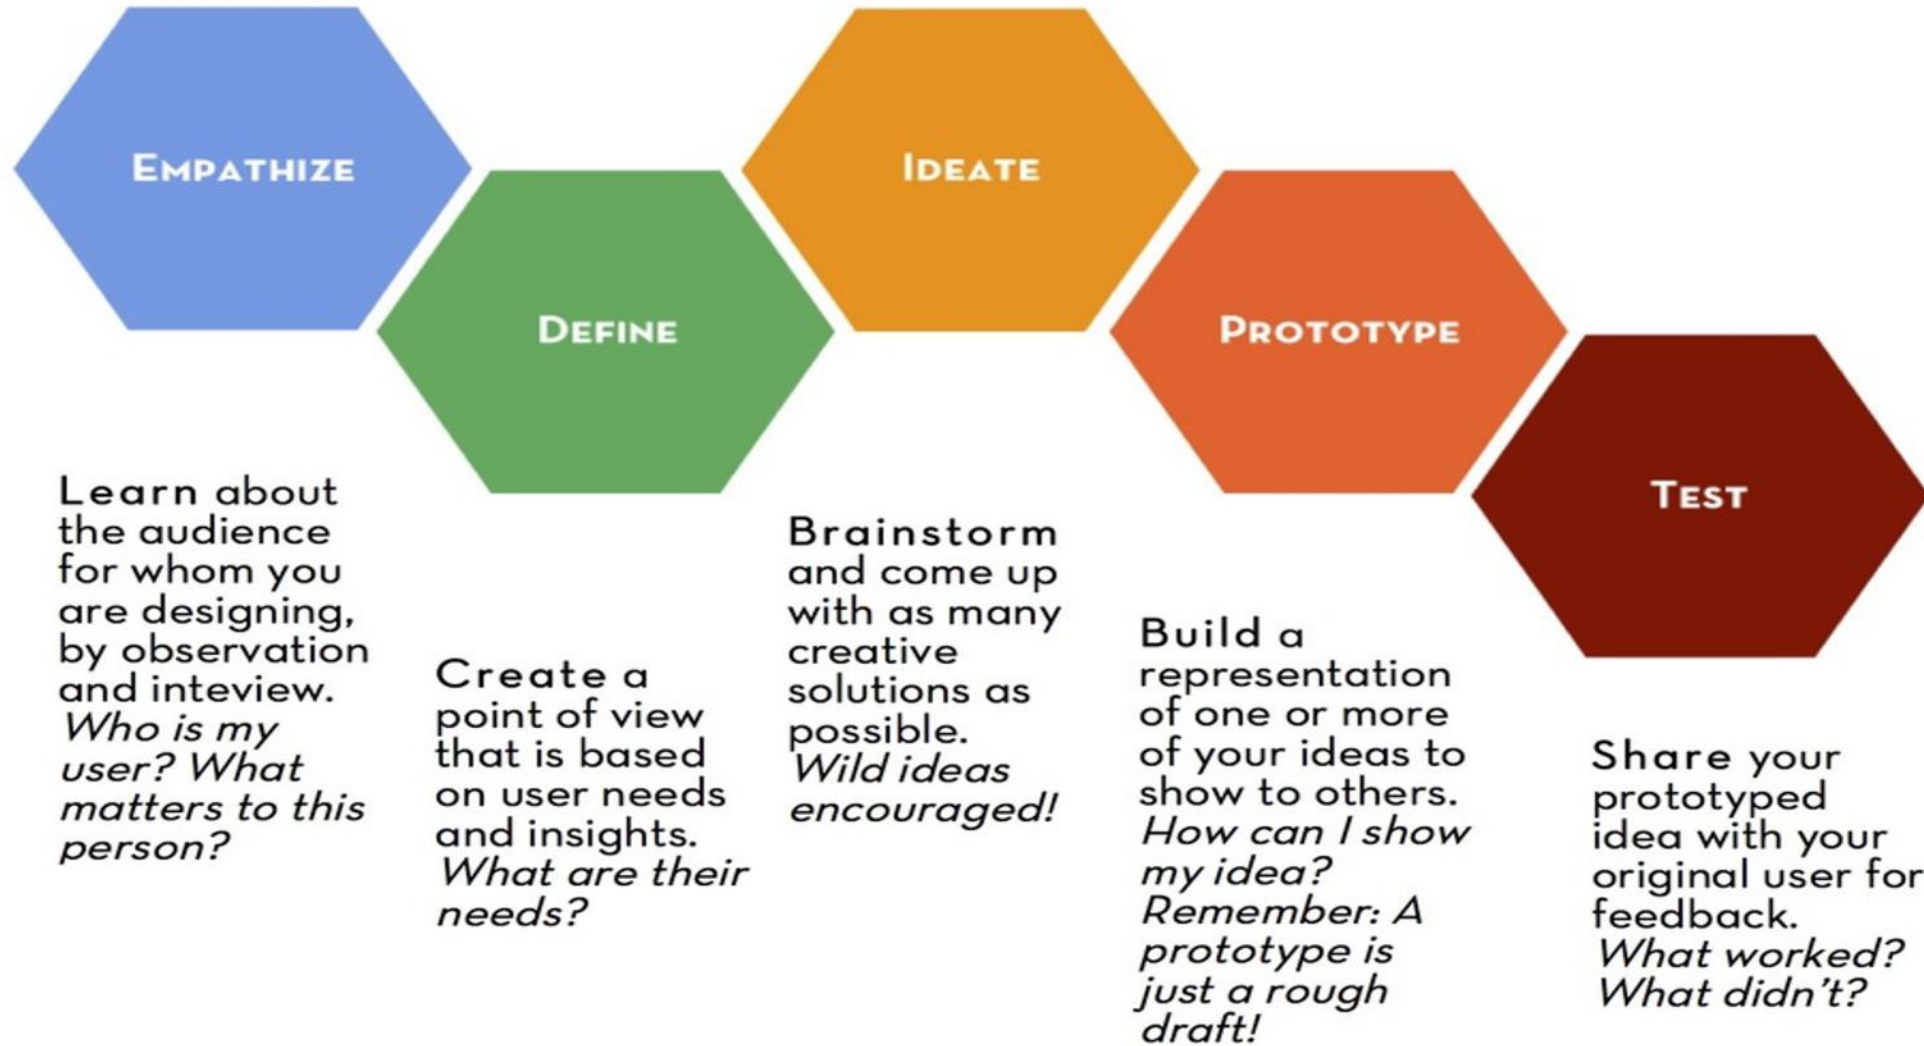 EMPATHIZE
Learn about
the audience
for whom you
are designing,
by observation
and inteview.
Who is my
user? What
matters to this
person?
DEFINE
Create a
point of view
that is based
on user needs
and insights.
What are their
needs?
IDEATE
Brainstorm
and come up
with as many
creative
solutions as
possible.
Wild ideas
encouraged!
PROTOTYPE
Build a
representation
of one or more
of your ideas to
show to others.
How can I show
my idea?
Remember: A
prototype is
just a rough
draft!
TEST
Share your
prototyped
idea with your
original user for
feedback.
What worked?
What didn't?